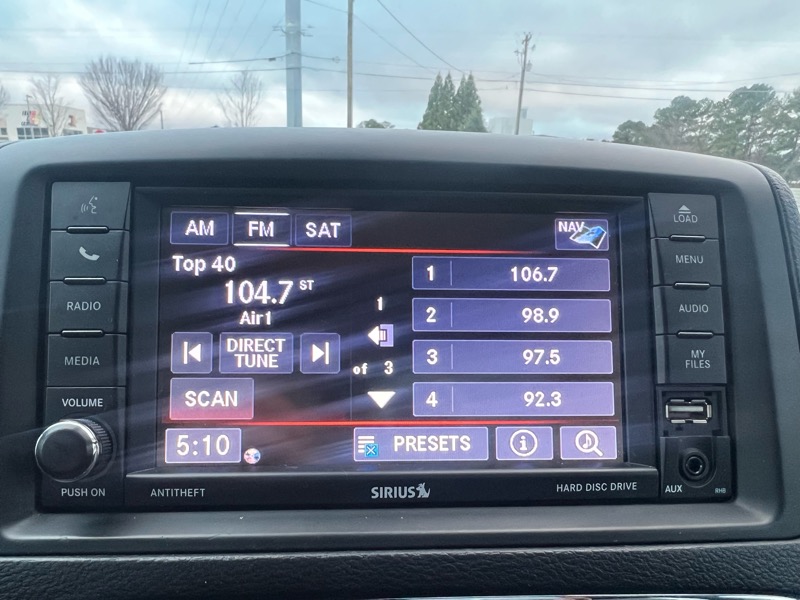 AM FM SAT NAV
Top 40
104.7 ST
Air1
DIRECT
TUNE
SCAN
1
of 3
1 106.7
2 98.9
3 97.5
4 92.3
5:10 PRESETS
RADIO
MEDIA
VOLUME
PUSH ON
ANTITHEFT
SIRIUS
HARD DISC DRIVE
LOAD
MENU
AUDIO
MY
FILES
AUX RHB